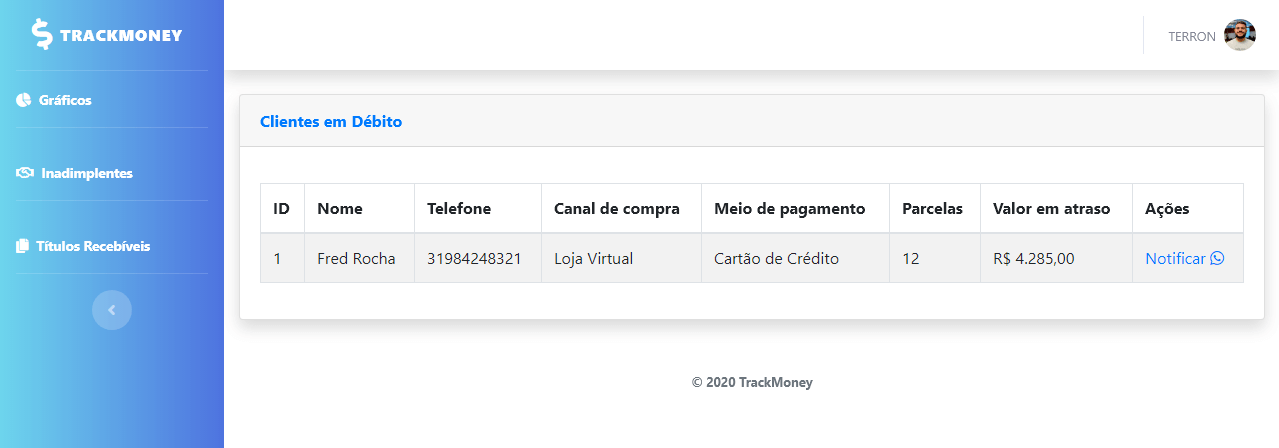 TRACKMONEY
TERRON
Gráficos
Inadimplentes
Títulos Recebíveis
Clientes em Débito
ID Nome Telefone Canal de compra Meio de pagamento Parcelas Valor em atraso Ações
1 Fred Rocha 31984248321 Loja Virtual Cartão de Crédito 12 R$ 4.285,00 Notificar
© 2020 TrackMoney